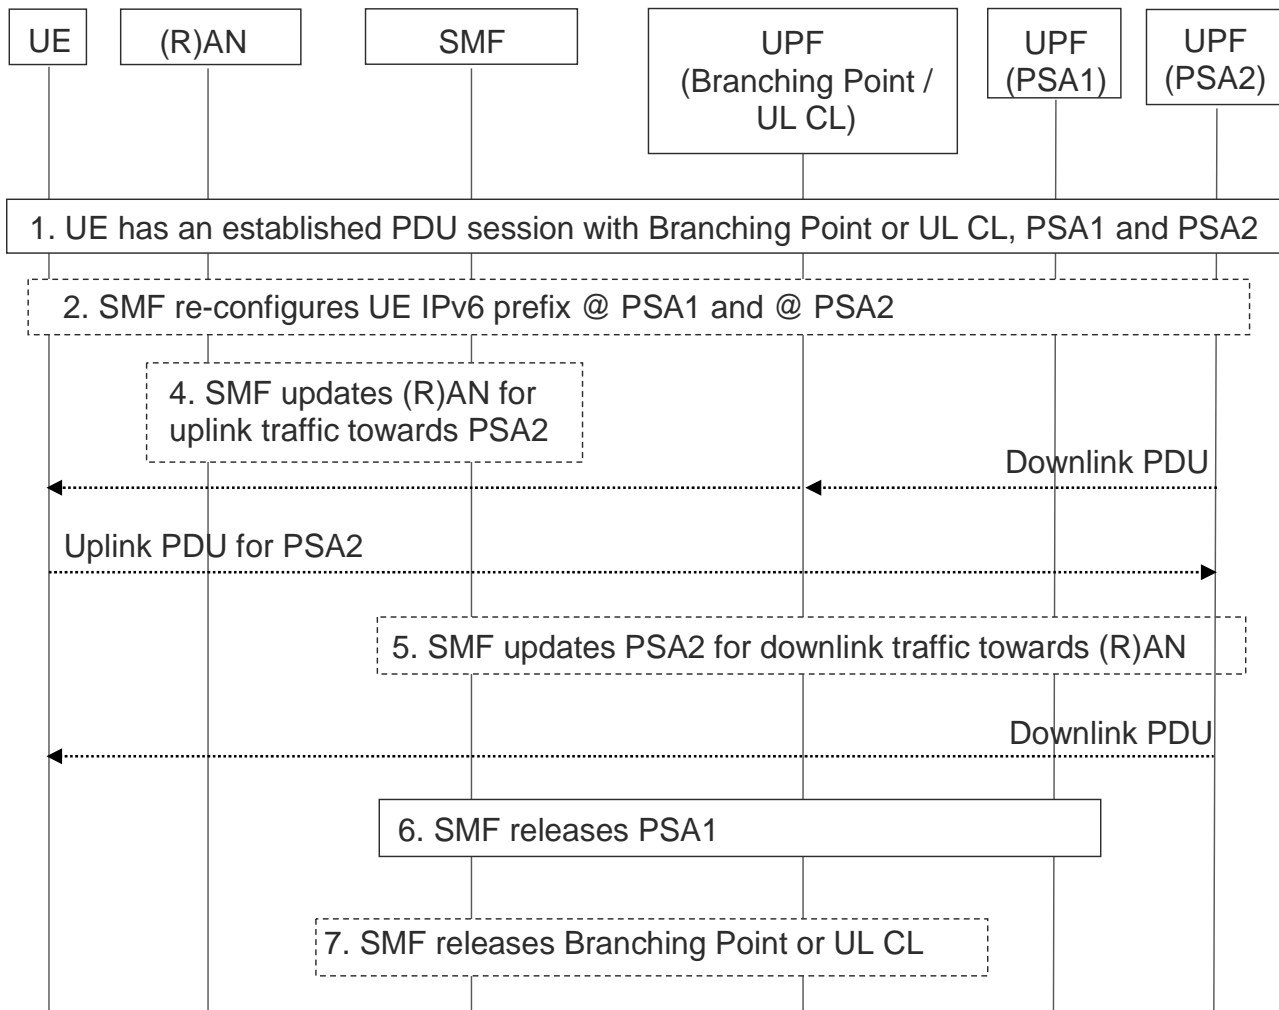 UE
(R)AN
SMF
UPF
(Branching Point /
UL CL)
UPF
(PSA1)
UPF
(PSA2)
1. UE has an established PDU session with Branching Point or UL CL, PSA1 and PSA2
2. SMF re-configures UE IPv6 prefix @ PSA1 and @ PSA2
4. SMF updates (R)AN for
uplink traffic towards PSA2
Downlink PDU
Uplink PDU for PSA2
5. SMF updates PSA2 for downlink traffic towards (R)AN
Downlink PDU
6. SMF releases PSA1
7. SMF releases Branching Point or UL CL